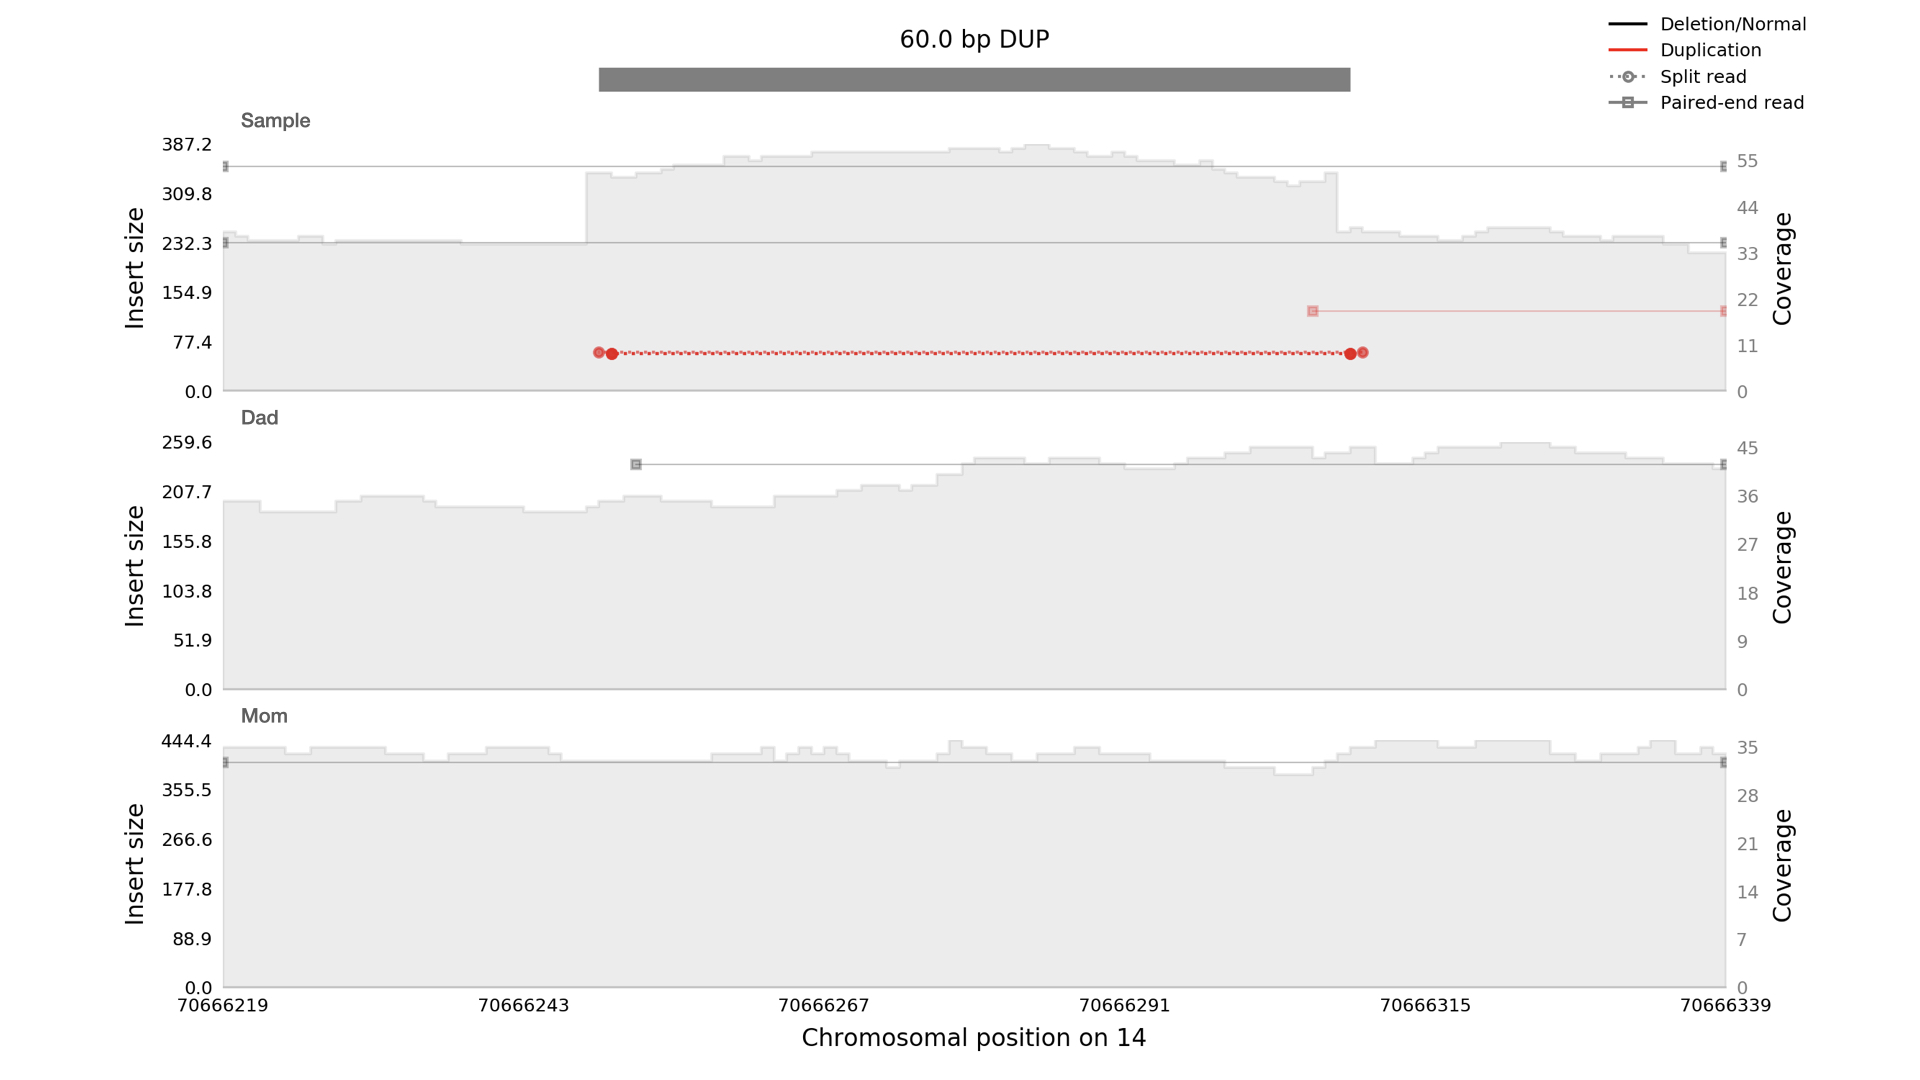 60.0 bp DUP
Deletion/Normal
Duplication
Split read
Paired-end read
Sample
387.2
309.8
232.3
154.9
77.4
0.0
Insert size
55
44
33
22
11
0
Coverage
Dad
259.6
207.7
155.8
103.8
51.9
0.0
Insert size
45
36
27
18
9
0
Coverage
Mom
444.4
355.5
266.6
177.8
88.9
0.0
Insert size
35
28
21
14
7
0
Coverage
70666219 70666243 70666267 70666291 70666315 70666339
Chromosomal position on 14